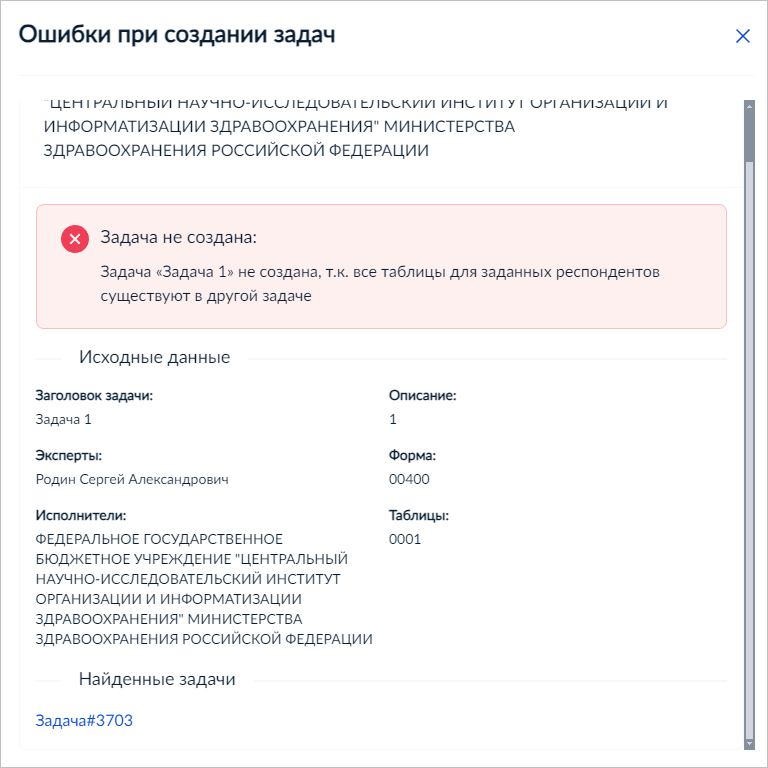 Ошибки при создании задач
"ЦЕНТРАЛЬНЫЙ НАУЧНО-ИССЛЕДОВАТЕЛЬСКИЙ ИНСТИТУТ ОРГАНИЗАЦИИ И
ИНФОРМАТИЗАЦИИ ЗДРАВООХРАНЕНИЯ" МИНИСТЕРСТВА
ЗДРАВООХРАНЕНИЯ РОССИЙСКОЙ ФЕДЕРАЦИИ
Задача не создана:
Задача «Задача 1» не создана, т.к. все таблицы для заданных респондентов
существуют в другой задаче
Исходные данные
Заголовок задачи:
Задача 1
Описание:
1
Эксперты:
Родин Сергей Александрович
Форма:
00400
Исполнители:
ФЕДЕРАЛЬНОЕ ГОСУДАРСТВЕННОЕ
БЮДЖЕТНОЕ УЧРЕЖДЕНИЕ "ЦЕНТРАЛЬНЫЙ
НАУЧНО-ИССЛЕДОВАТЕЛЬСКИЙ ИНСТИТУТ
ОРГАНИЗАЦИИ И ИНФОРМАТИЗАЦИИ
ЗДРАВООХРАНЕНИЯ" МИНИСТЕРСТВА
ЗДРАВООХРАНЕНИЯ РОССИЙСКОЙ ФЕДЕРАЦИИ
Таблицы:
0001
Найденные задачи
Задача#3703